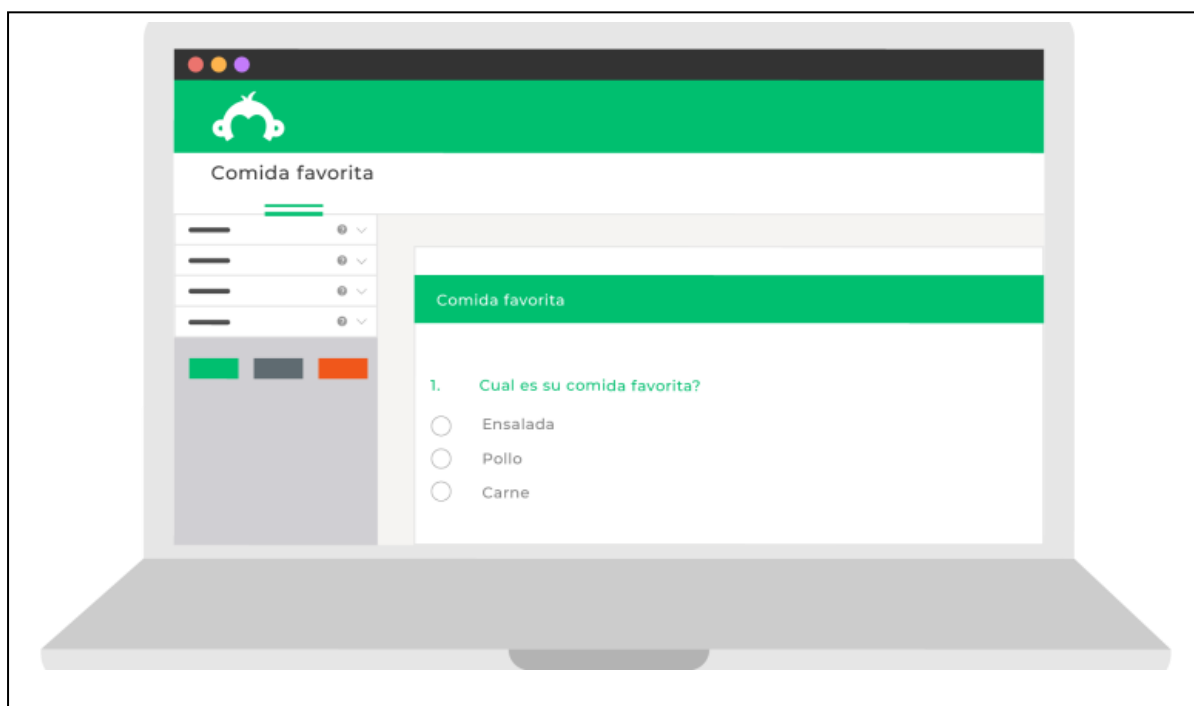 Comida favorita
Comida favorita
1. Cual es su comida favorita?
Ensalada
Pollo
Carne